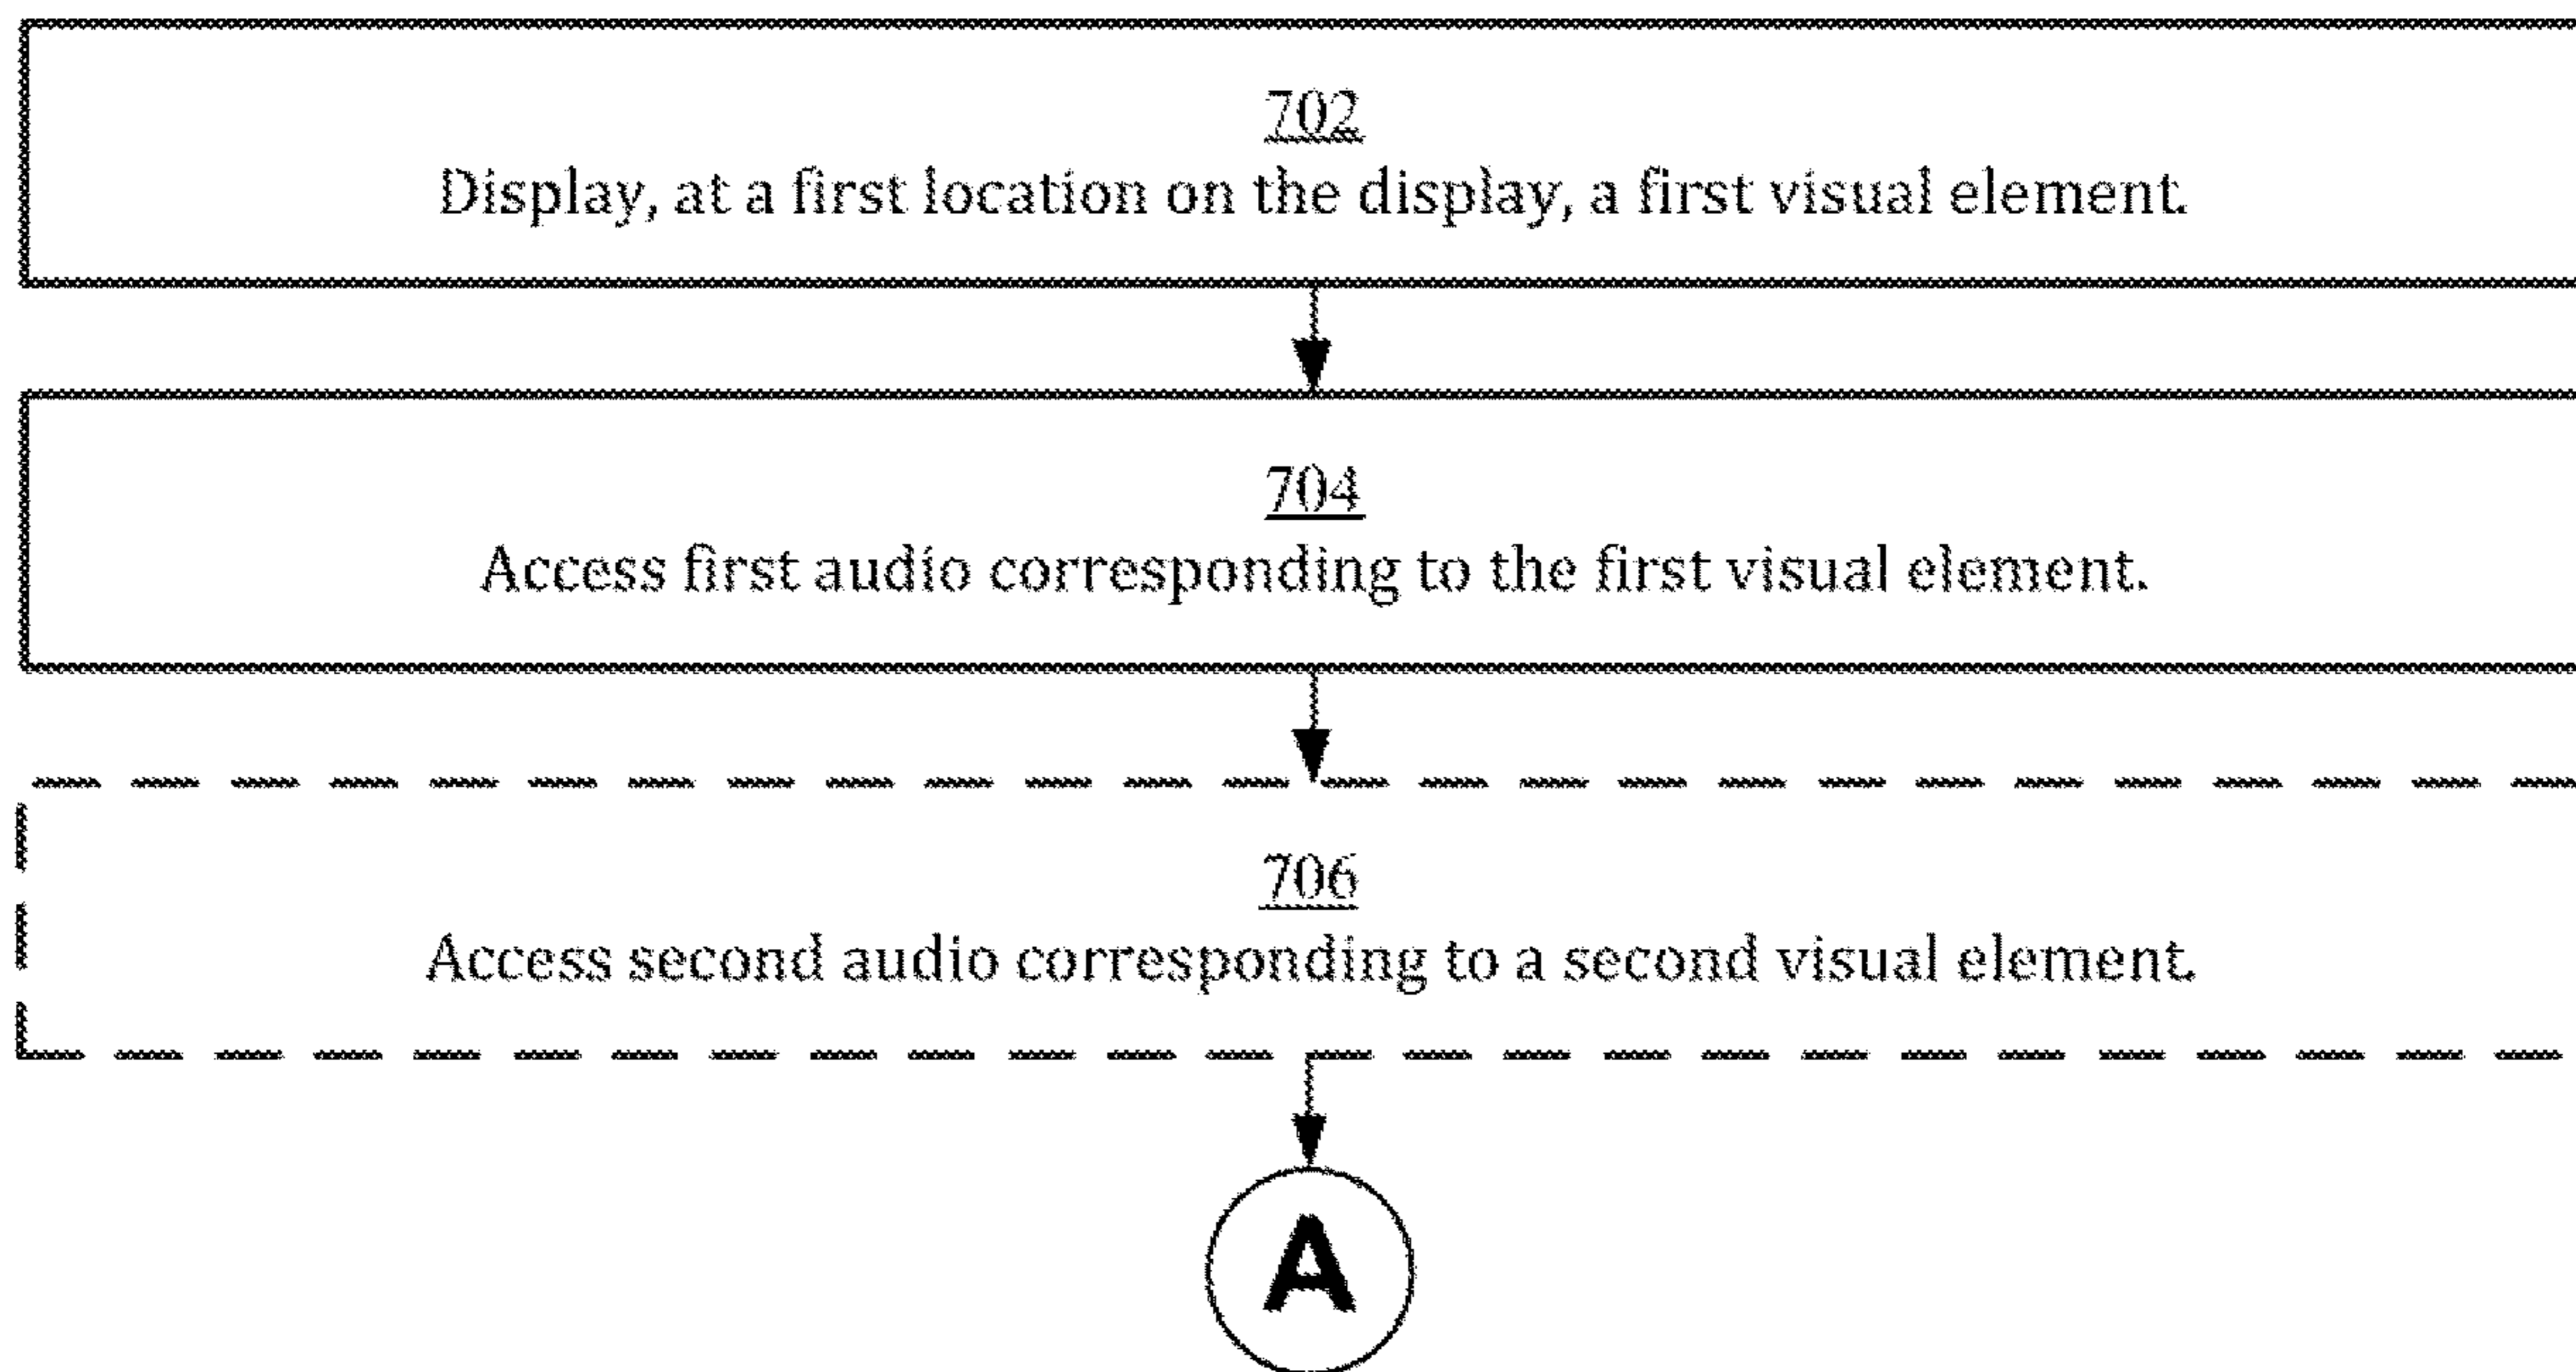 702
Display, at a first location on the display, a first visual element.
704
Access first audio corresponding to the first visual element.
706
Access second audio corresponding to a second visual element.
A